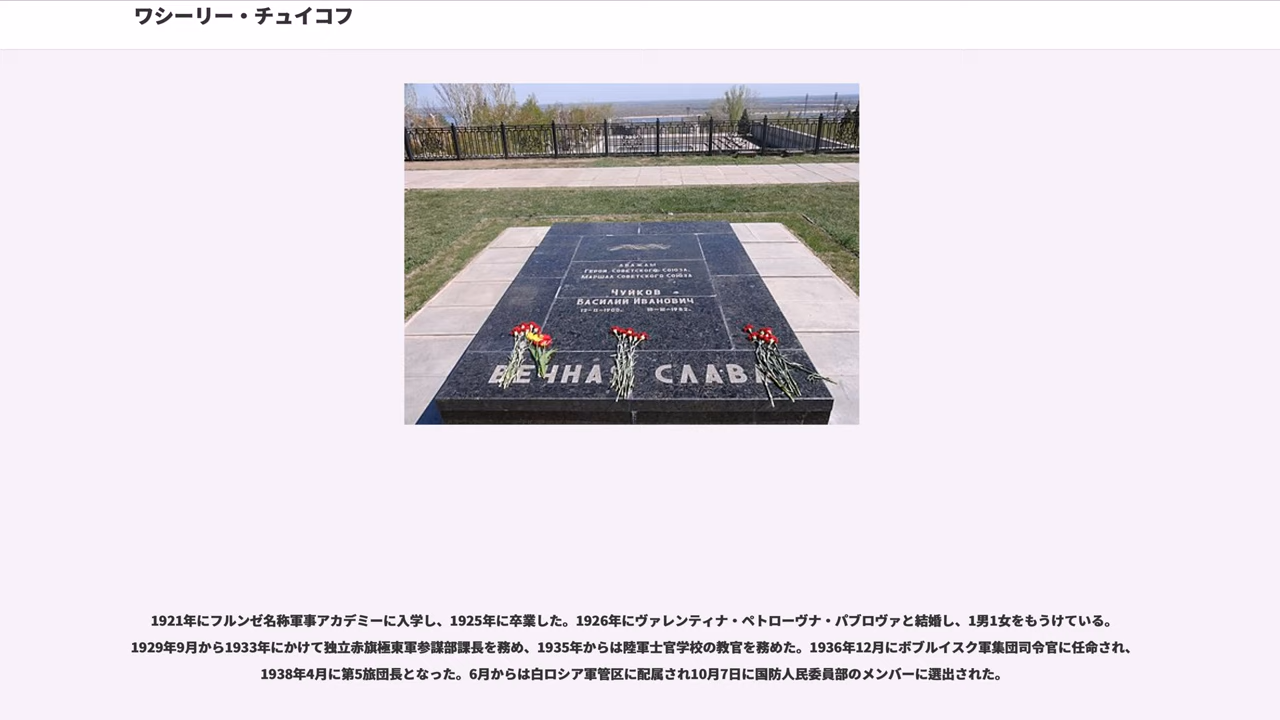 ワシーリー・チュイコフ
ДВАЖДЫ
ГЕРОЙ СОВЕТСКОГО СОЮЗА,
МАРШАЛ СОВЕТСКОГО СОЮЗА
ЧУЙКОВ
ВАСИЛИЙ ИВАНОВИЧ
ВЕЧНАЯ СЛАВА
1921年にフルンゼ名称軍事アカデミーに入学し、1925年に卒業した。1926年にヴァレンティナ・ペトローヴナ・パブロヴァと結婚し、1男1女をもうけている。
1929年9月から1933年にかけて独立赤旗極東軍参謀部課長を務め、1935年からは陸軍士官学校の教官を務めた。1936年12月にボブルイスク軍集団司令官に任命され、
1938年4月に第5旅団長となった。6月からは白ロシア軍管区に配属され10月7日に国防人民委員部のメンバーに選出された。